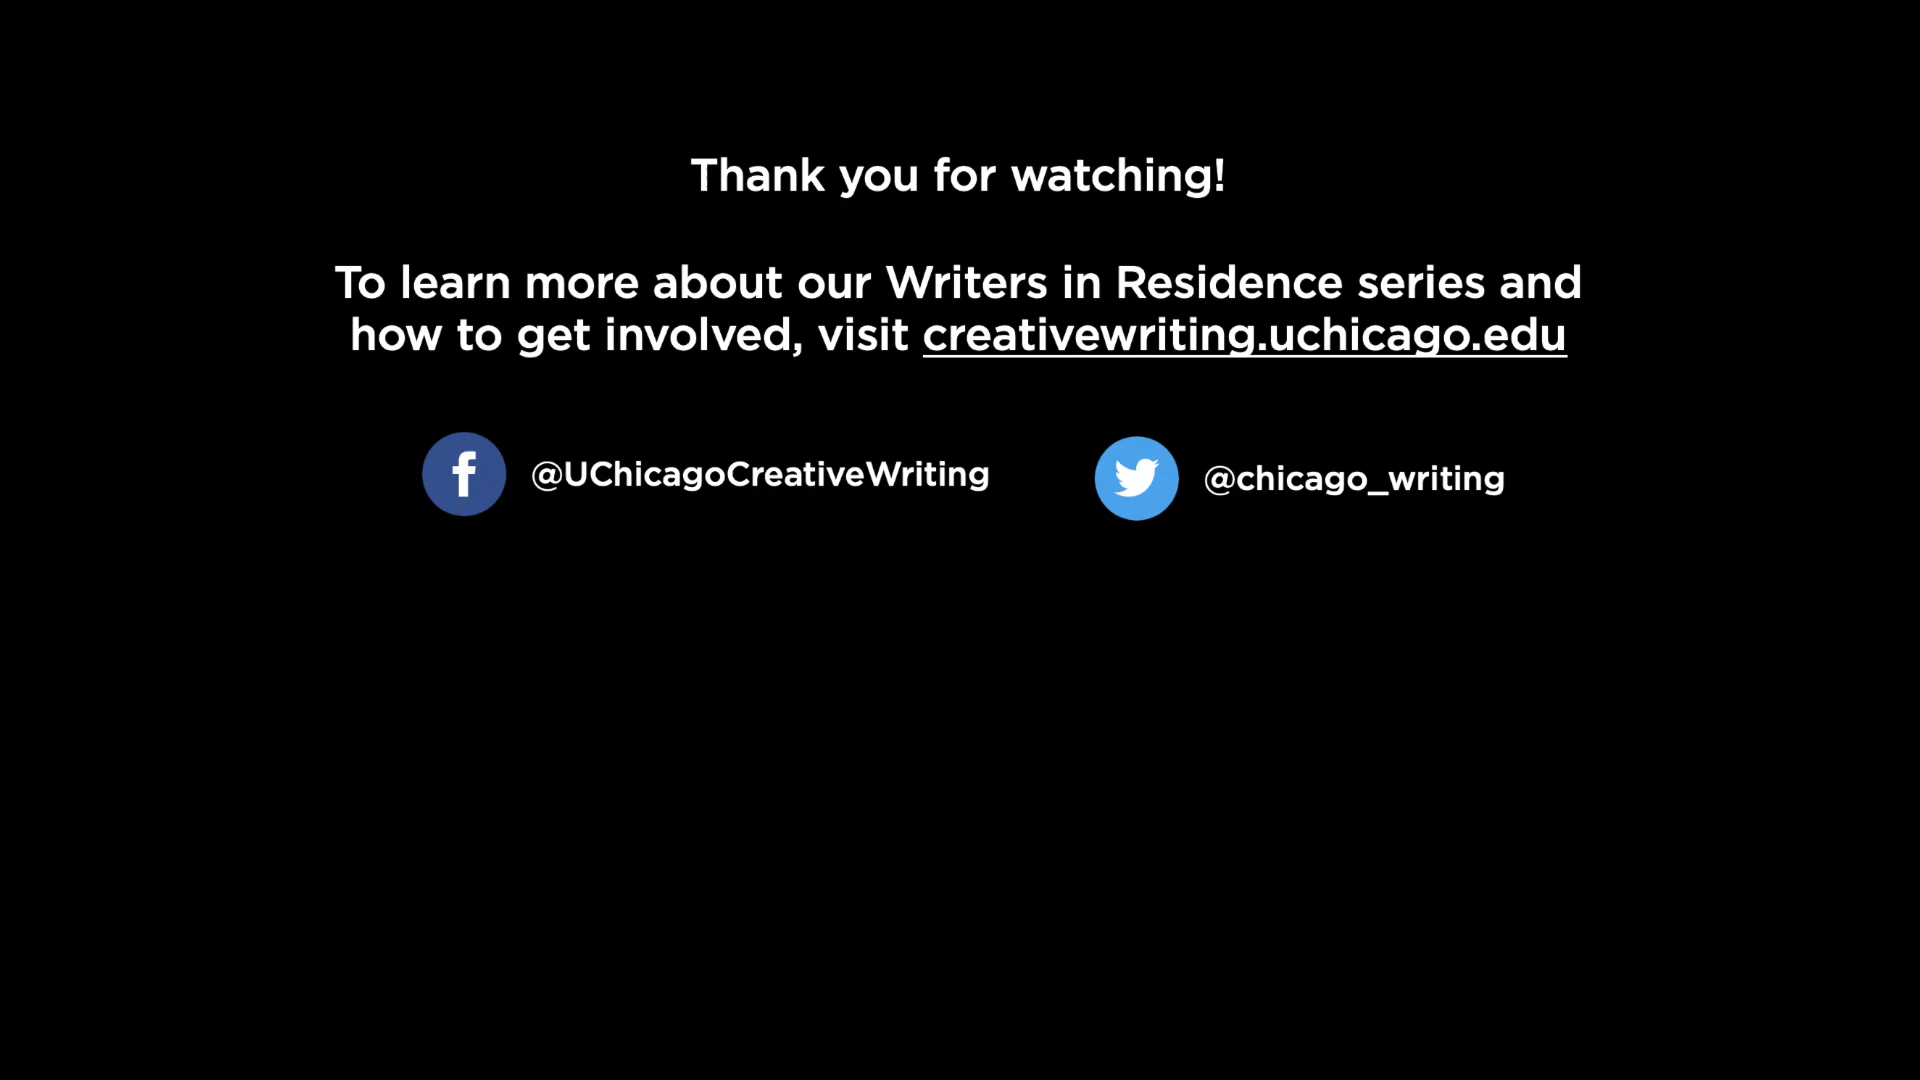 Thank you for watching!
To learn more about our Writers in Residence series and
how to get involved, visit creativewriting.uchicago.edu
@UChicagoCreativeWriting
@chicago_writing